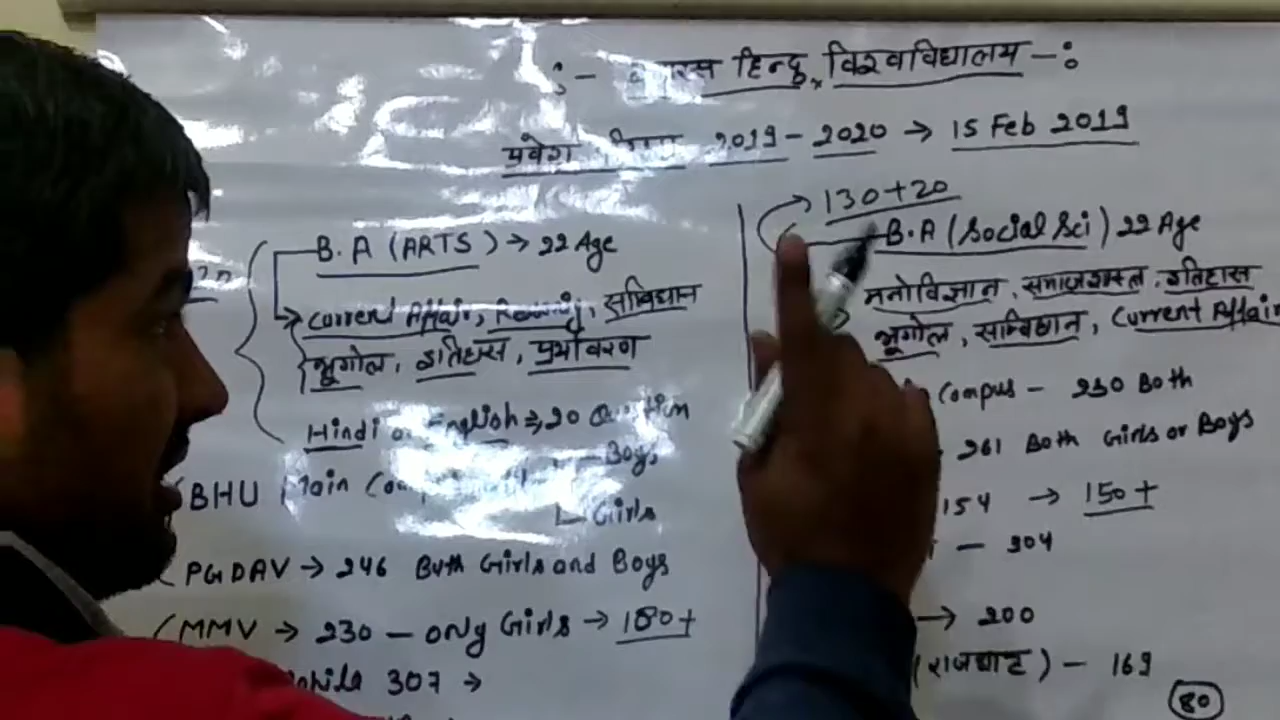 :- हिन्दु विश्वविद्यालय -:
प्रवेश 2019-2020 → 15 Feb 2019
B.A (ARTS) → 22 Age
Current Affair, संविधान
भूगोल, इतिहास, पर्यावरण
Hindi or English ⇒ 20 Question
Boys
BHU Main
Girls
PGDAV → 246 Both Girls and Boys
MMV → 230 - only Girls → 180+
307 →
130+20
B.A (Social Sci) 22 Age
मनोविज्ञान, समाजशास्त्र, इतिहास
भूगोल, संविधान, Current Affair
Campus - 230 Both
261 Both Girls or Boys
154 → 150+
- 304
→ 200
(राजघाट) - 169
80